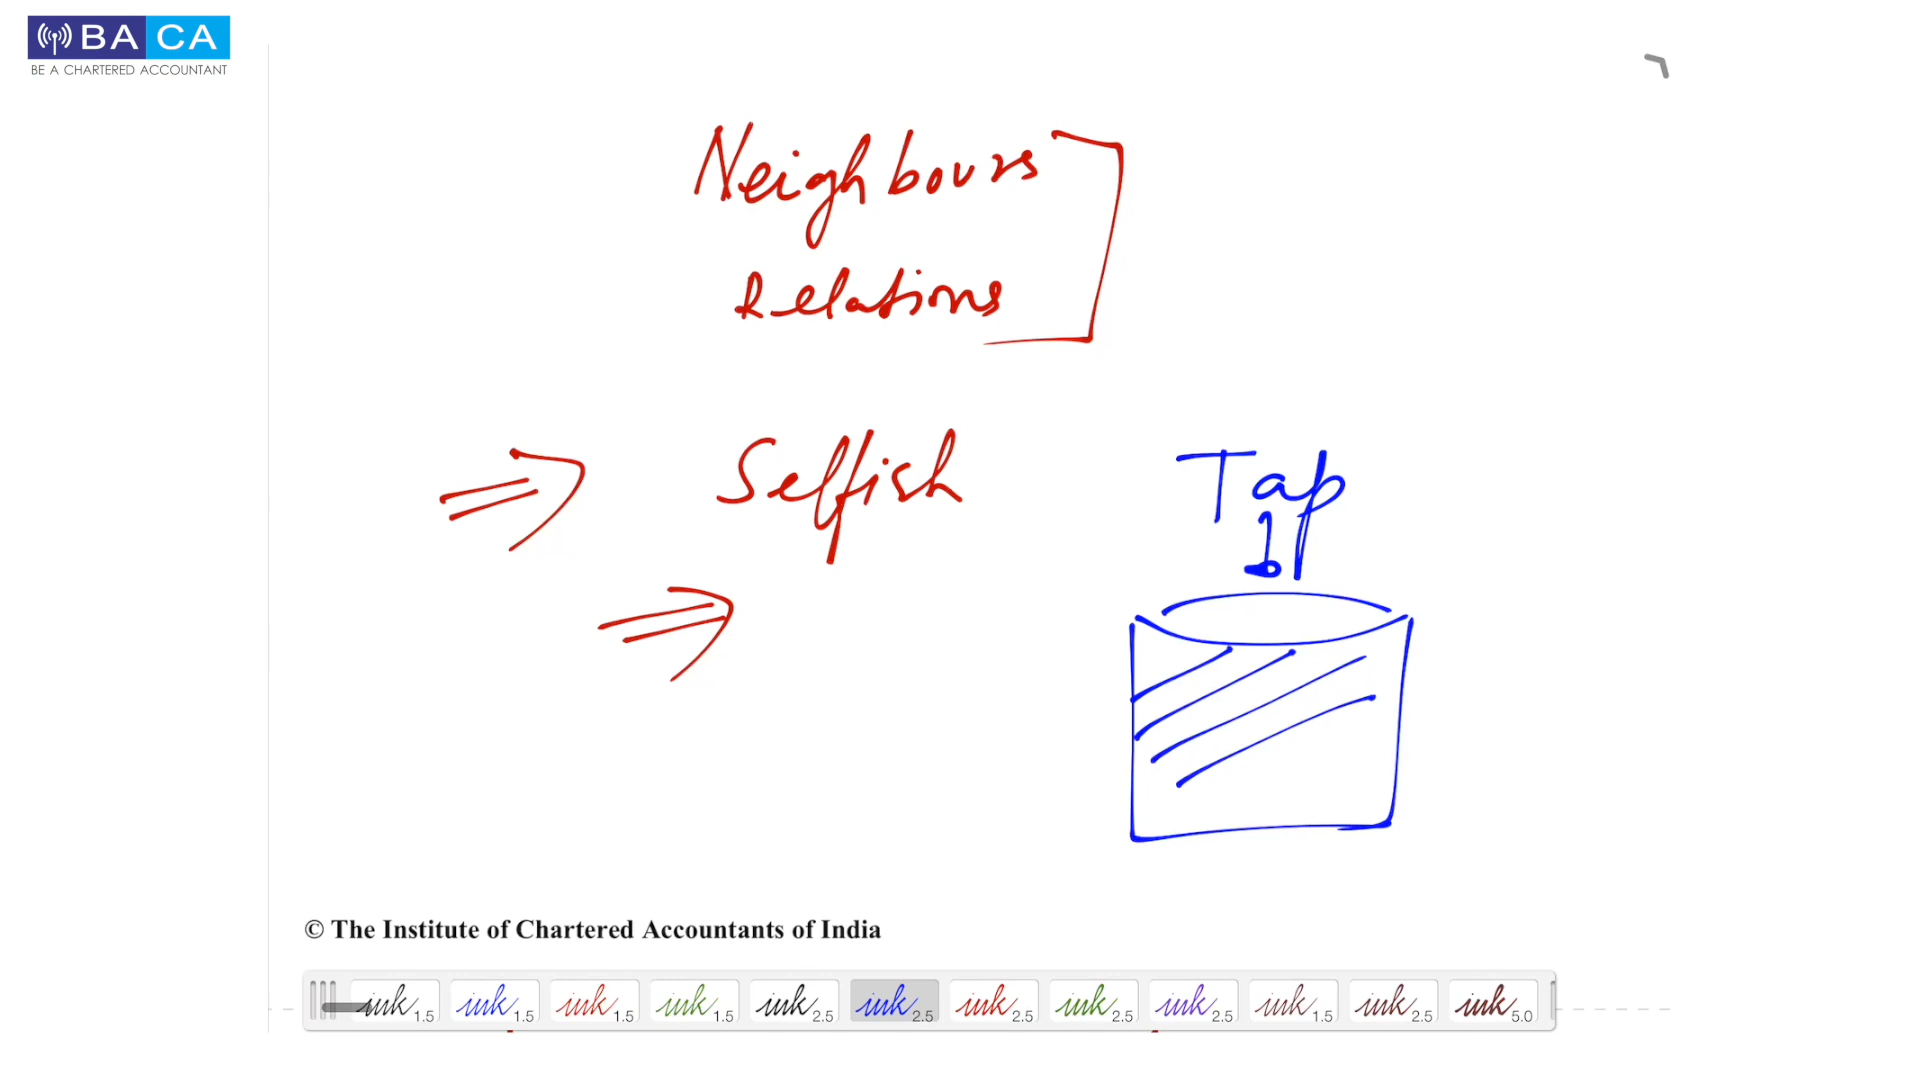 BA CA
BE A CHARTERED ACCOUNTANT
Neighbours
Relations
Selfish
Tap
© The Institute of Chartered Accountants of India
ink 1.5 ink 1.5 ink 1.5 ink 1.5 ink 2.5 ink 2.5 ink 2.5 ink 2.5 ink 2.5 ink 1.5 ink 2.5 ink 5.0